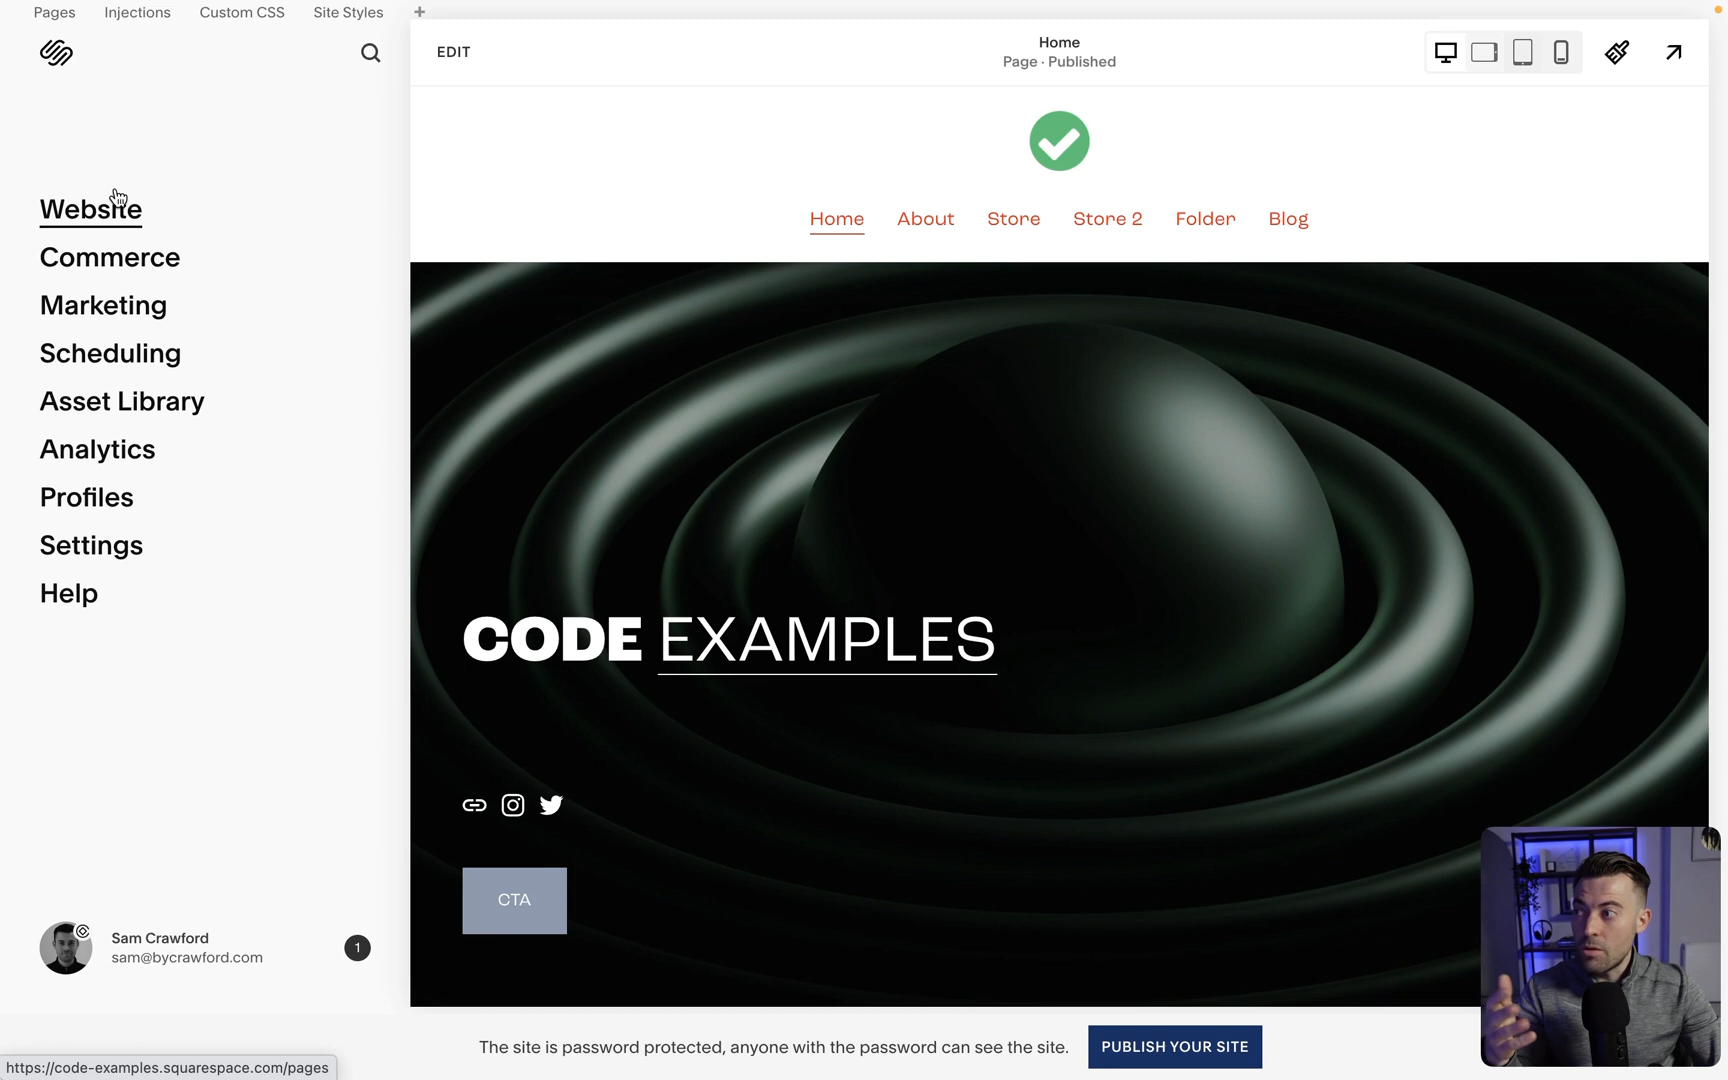 Pages Injections Custom CSS Site Styles +
EDIT
Home
Page · Published
Home About Store Store 2 Folder Blog
Website
Commerce
Marketing
Scheduling
Asset Library
Analytics
Profiles
Settings
Help
CODE EXAMPLES
CTA
Sam Crawford
sam@bycrawford.com
1
The site is password protected, anyone with the password can see the site.
PUBLISH YOUR SITE
https://code-examples.squarespace.com/pages